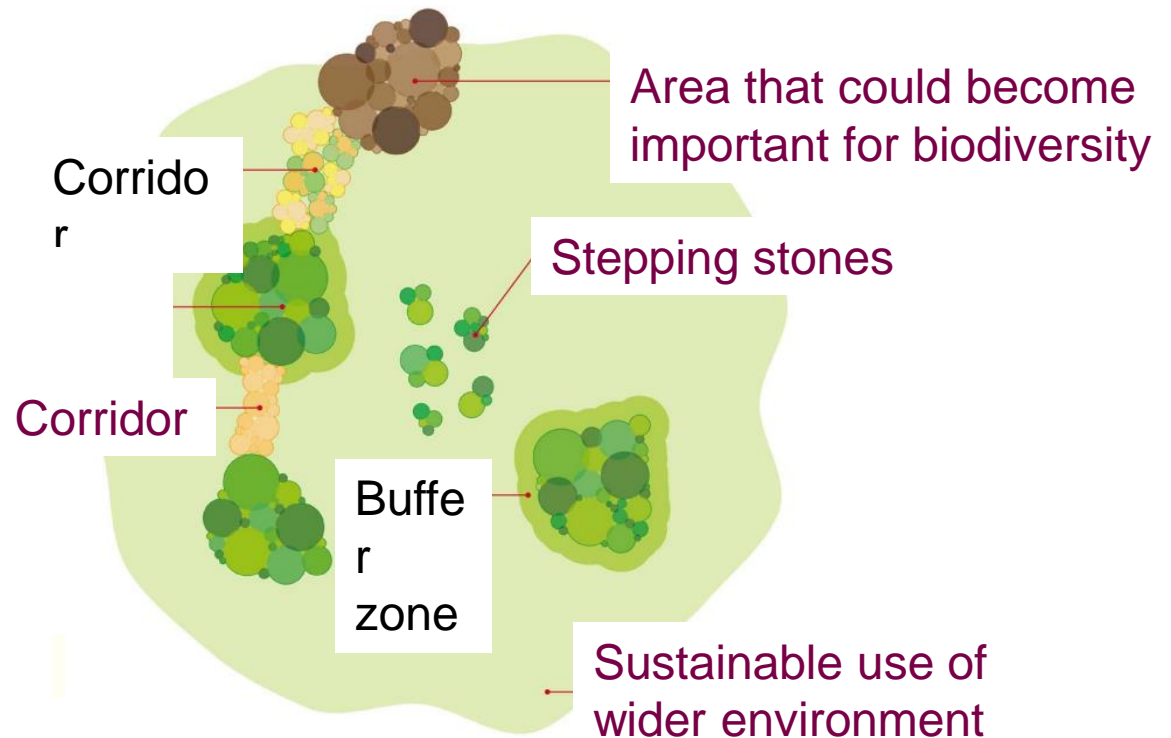 Area that could become
important for biodiversity
Corrido
r
Stepping stones
Corridor
Buffe
r
zone
Sustainable use of
wider environment